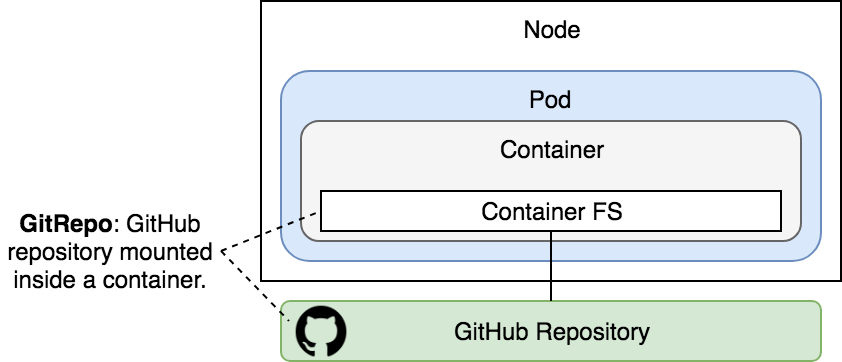 Node
Pod
Container
Container FS
GitRepo: GitHub
repository mounted
inside a container.
GitHub Repository